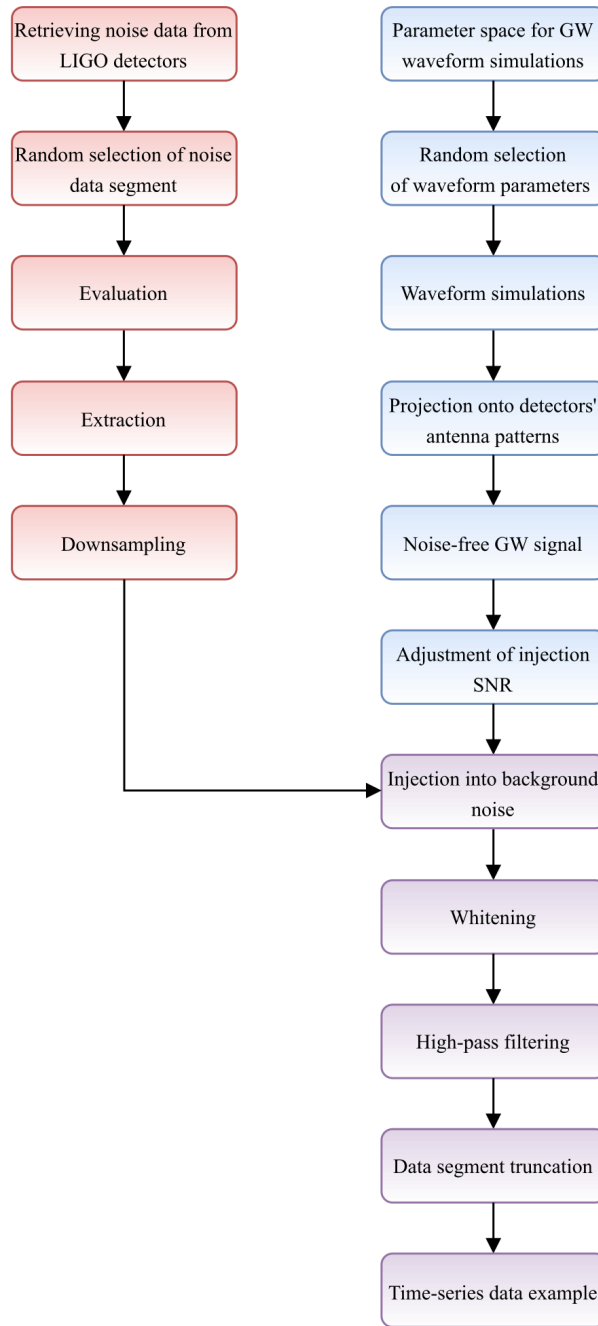 Retrieving noise data from
LIGO detectors
Random selection of noise
data segment
Evaluation
Extraction
Downsampling
Parameter space for GW
waveform simulations
Random selection
of waveform parameters
Waveform simulations
Projection onto detectors'
antenna patterns
Noise-free GW signal
Adjustment of injection
SNR
Injection into background
noise
Whitening
High-pass filtering
Data segment truncation
Time-series data example